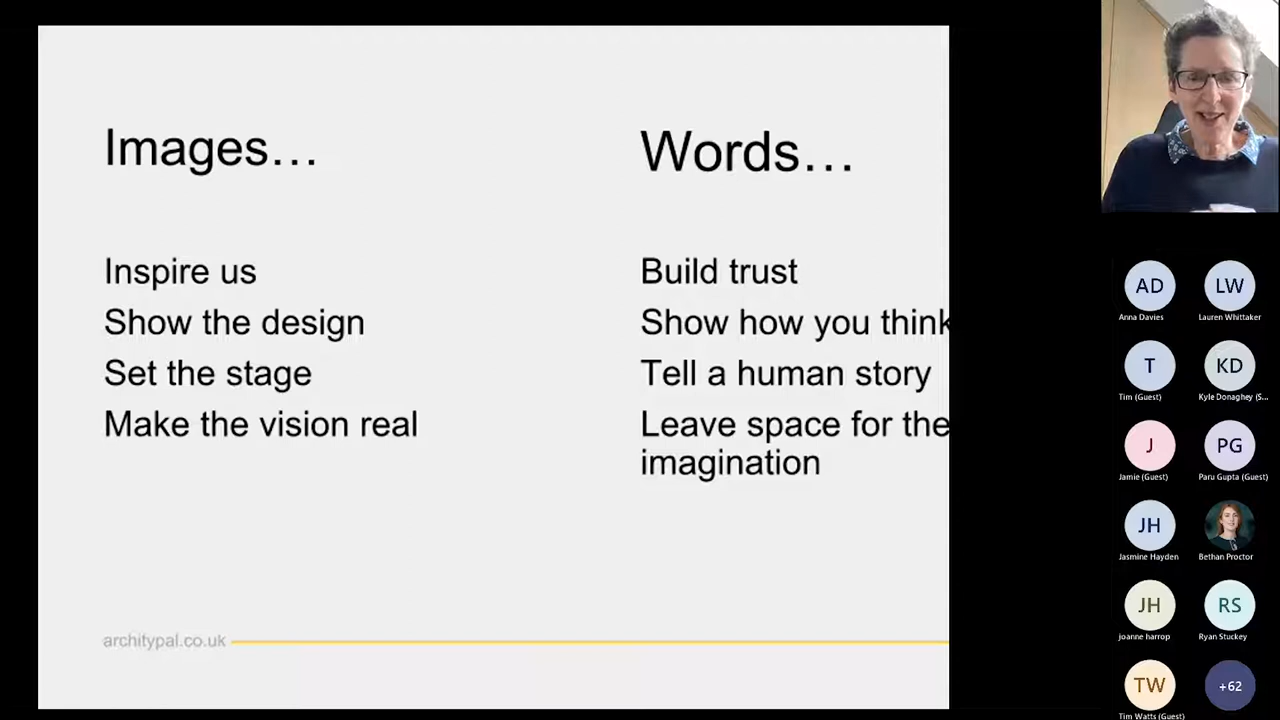 Images…
Inspire us
Show the design
Set the stage
Make the vision real
Words…
Build trust
Show how you think
Tell a human story
Leave space for the
imagination
architypal.co.uk
AD
Anna Davies
LW
Lauren Whittaker
T
Tim (Guest)
KD
Kyle Donaghey (S...
J
Jamie (Guest)
PG
Paru Gupta (Guest)
JH
Jasmine Hayden
Bethan Proctor
JH
joanne harrop
RS
Ryan Stuckey
TW
Tim Watts (Guest)
+62